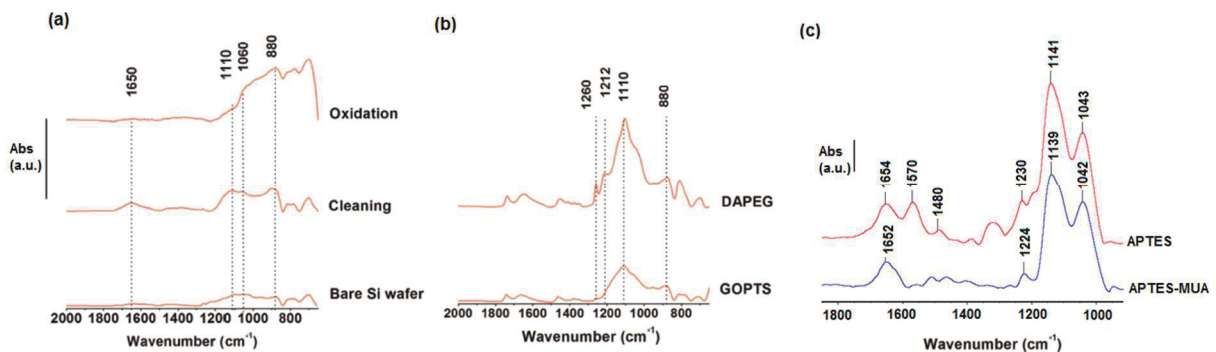 (a)
1650
1110
1060
880
Oxidation
Abs
(a.u.)
Cleaning
Bare Si wafer
2000 1800 1600 1400 1200 1000 800
Wavenumber (cm-1)
(b)
1260
1212
1110
880
DAPEG
GOPTS
2000 1800 1600 1400 1200 1000 800
Wavenumber (cm-1)
(c)
1141
1043
Abs
(a.u.)
1654
1570
1480
1230
1139
1042
APTES
1652
1224
APTES-MUA
1800 1600 1400 1200 1000
Wavenumber (cm-1)